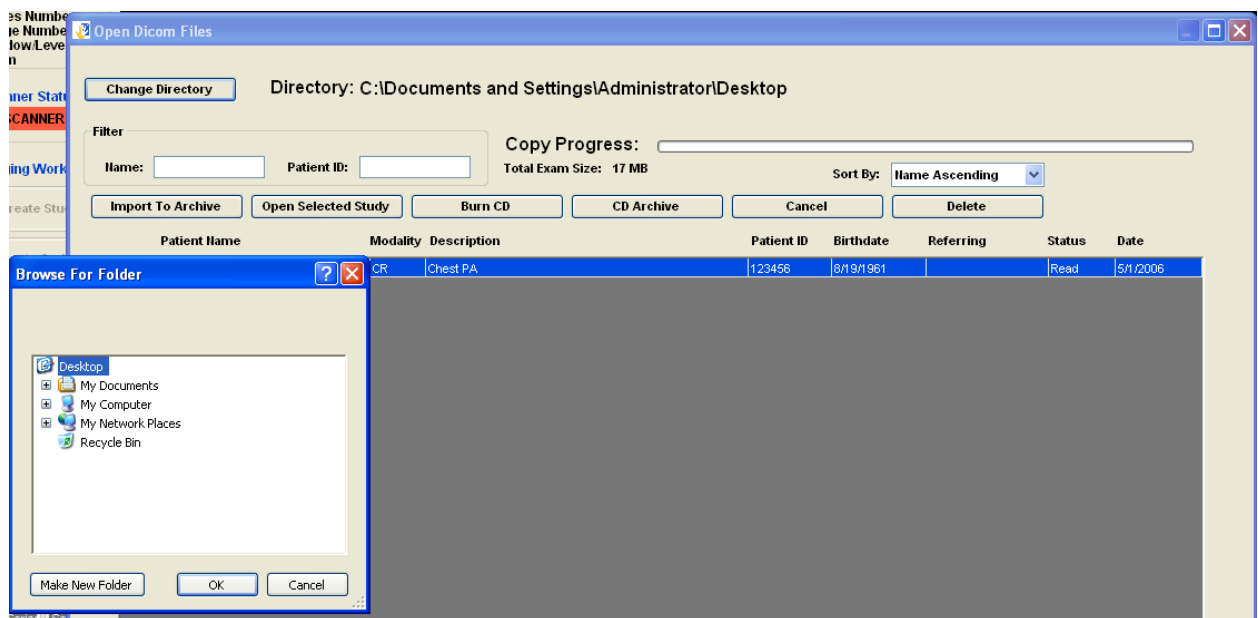 Open Dicom Files
Change Directory
Directory: C:\Documents and Settings\Administrator\Desktop
Filter
Name:
Patient ID:
Copy Progress:
Total Exam Size: 17 MB
Sort By: Name Ascending
Import To Archive Open Selected Study Burn CD CD Archive Cancel Delete
Patient Name Modality Description Patient ID Birthdate Referring Status Date
CR Chest PA 123456 8/19/1961 Read 5/1/2006
Browse For Folder
Desktop
My Documents
My Computer
My Network Places
Recycle Bin
Make New Folder OK Cancel
SCANNER